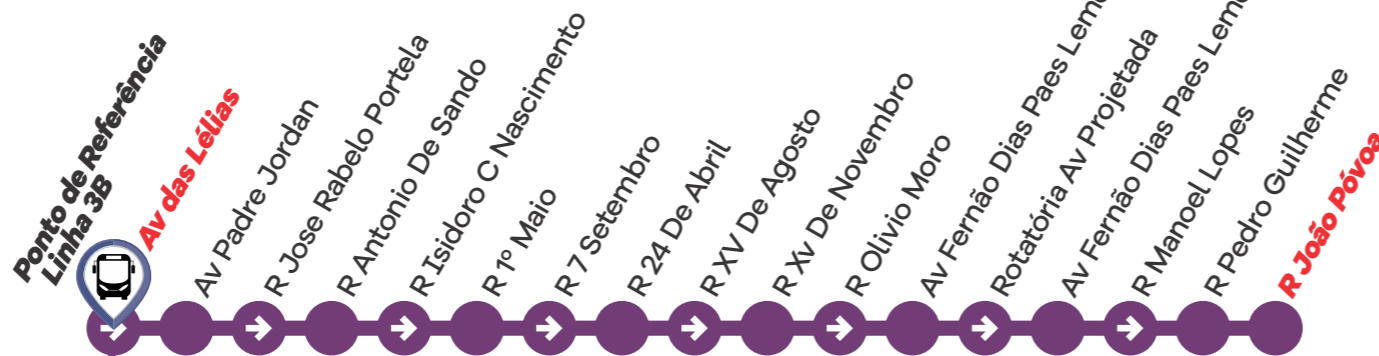 Ponto de Referência
Linha 3B
Av das Lélias
Av Padre Jordan
R Jose Rabelo Portela
R Antonio De Sando
R Isidoro C Nascimento
R 1º Maio
R 7 Setembro
R 24 De Abril
R XV De Agosto
R Xv De Novembro
R Olivio Moro
Av Fernão Dias Paes Leme
Rotatória Av Projetada
Av Fernão Dias Paes Leme
R Manoel Lopes
R Pedro Guilherme
R João Póvoa